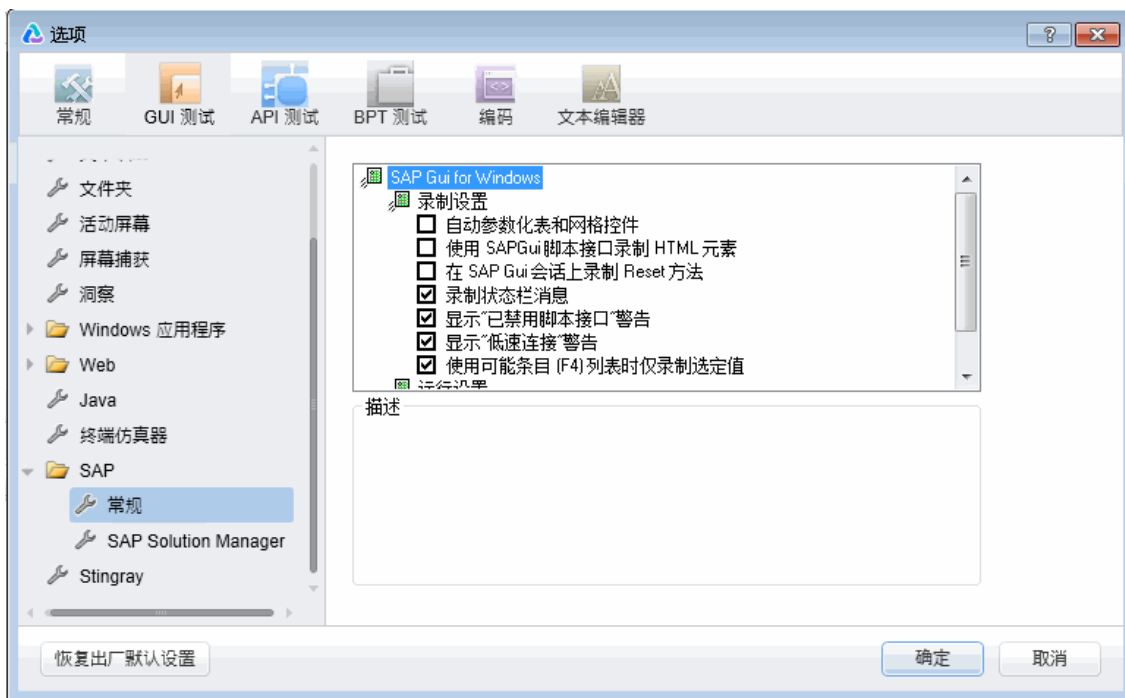 选项
常规
GUI 测试
API 测试
BPT 测试
编码
文本编辑器
文件夹
活动屏幕
屏幕捕获
洞察
Windows 应用程序
Web
Java
终端仿真器
SAP
常规
SAP Solution Manager
Stingray
SAP Gui for Windows
录制设置
自动参数化表和网格控件
使用 SAPGui 脚本接口录制 HTML 元素
在 SAP Gui 会话上录制 Reset 方法
录制状态栏消息
显示“已禁用脚本接口”警告
显示“低速连接”警告
使用可能条目 (F4) 列表时仅录制选定值
运行设置
描述
恢复出厂默认设置
确定
取消